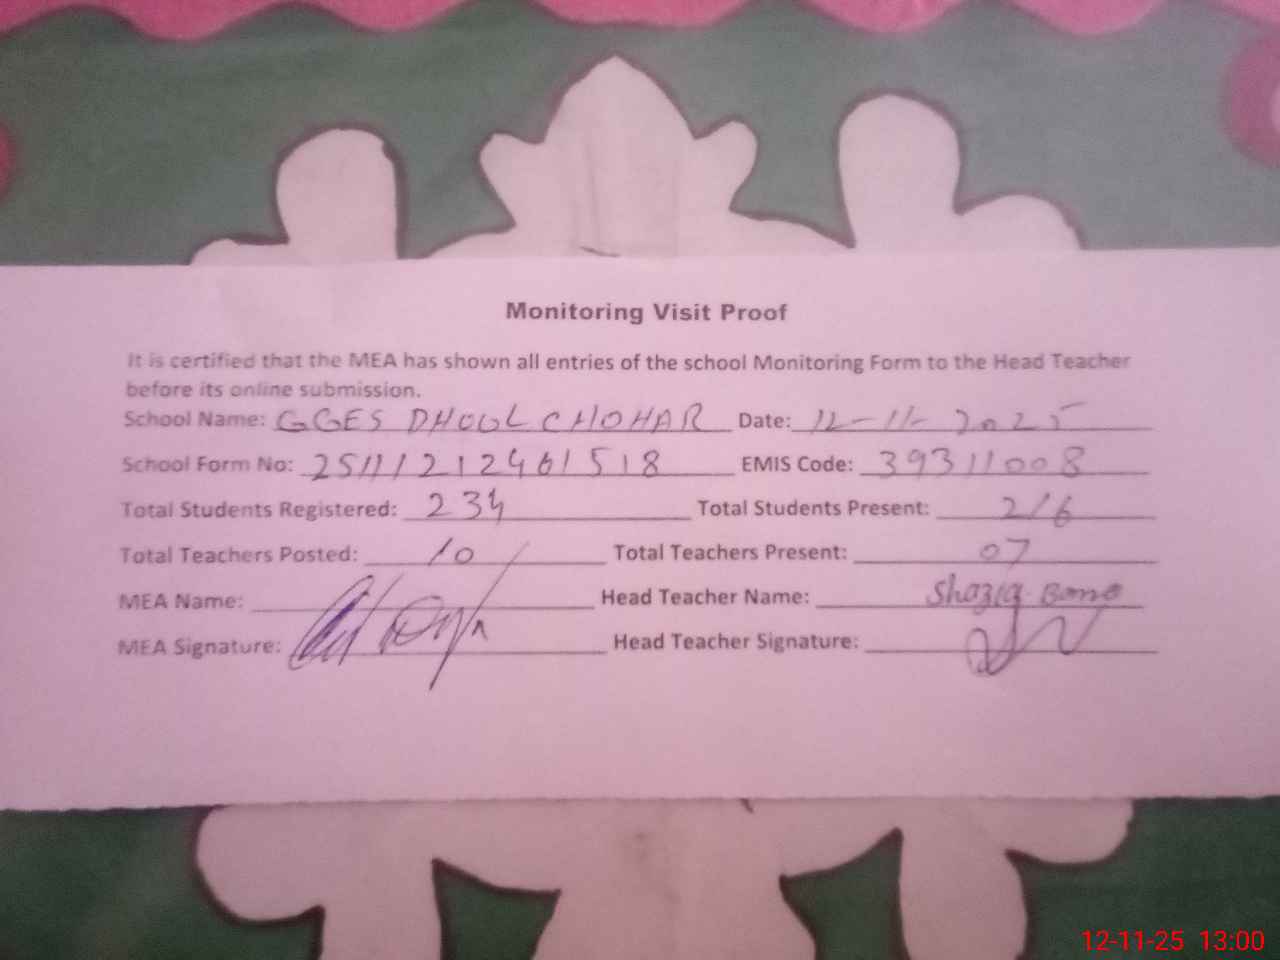 Monitoring Visit Proof
It is certified that the MEA has shown all entries of the school Monitoring Form to the Head Teacher
before its online submission.
School Name: GGES DHOOL CHOHAR Date: 12-11-2025
School Form No: 25111212461518 EMIS Code: 39311008
Total Students Registered: 234 Total Students Present: 216
Total Teachers Posted: 10 Total Teachers Present: 07
MEA Name: Head Teacher Name: Shazia Bano
MEA Signature: Head Teacher Signature:
12-11-25 13:00